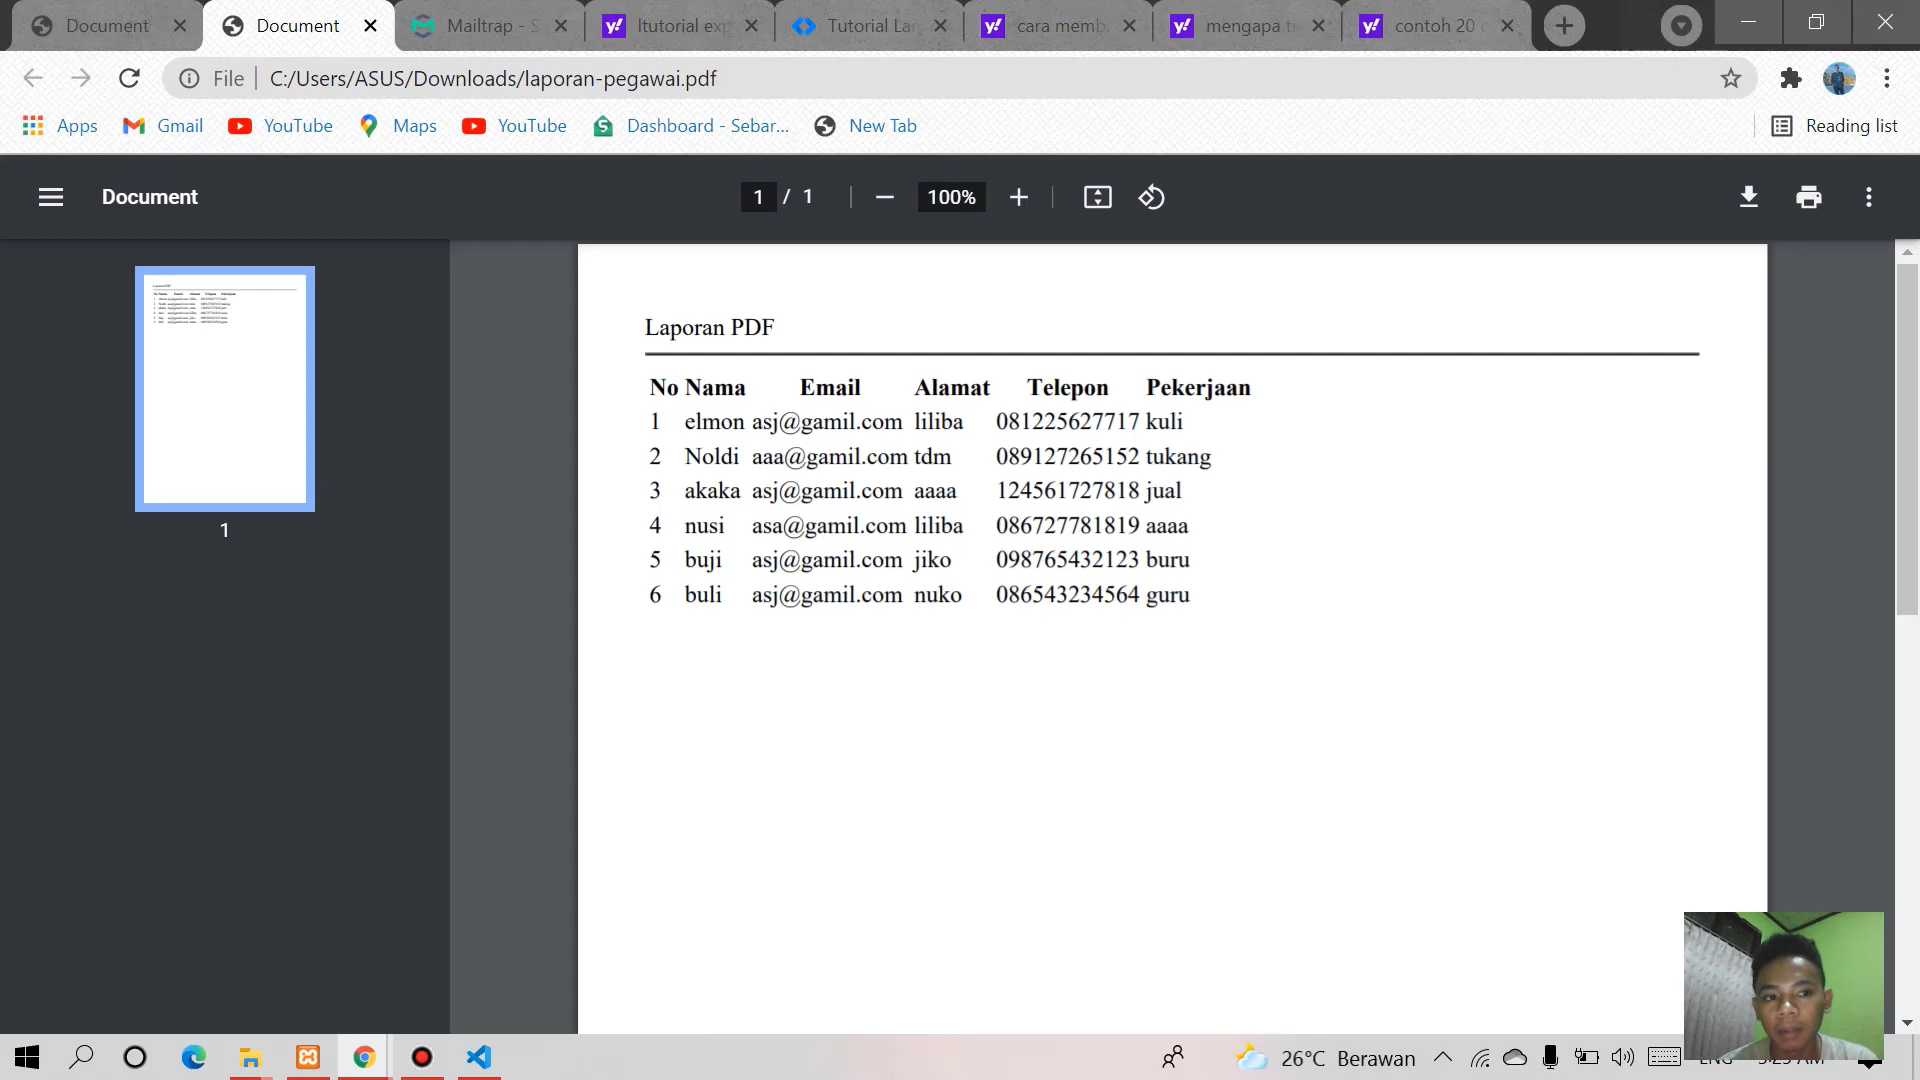 Document
Document
Mailtrap - S
ltutorial exp
Tutorial Lar
cara memb
mengapa ti
contoh 20
File
C:/Users/ASUS/Downloads/laporan-pegawai.pdf
Apps
Gmail
YouTube
Maps
YouTube
Dashboard - Sebar...
New Tab
Reading list
Document
1 / 1
100%
1
Laporan PDF
No Nama Email Alamat Telepon Pekerjaan
1 elmon asj@gamil.com liliba 081225627717 kuli
2 Noldi aaa@gamil.com tdm 089127265152 tukang
3 akaka asj@gamil.com aaaa 124561727818 jual
4 nusi asa@gamil.com liliba 086727781819 aaaa
5 buji asj@gamil.com jiko 098765432123 buru
6 buli asj@gamil.com nuko 086543234564 guru
26°C Berawan